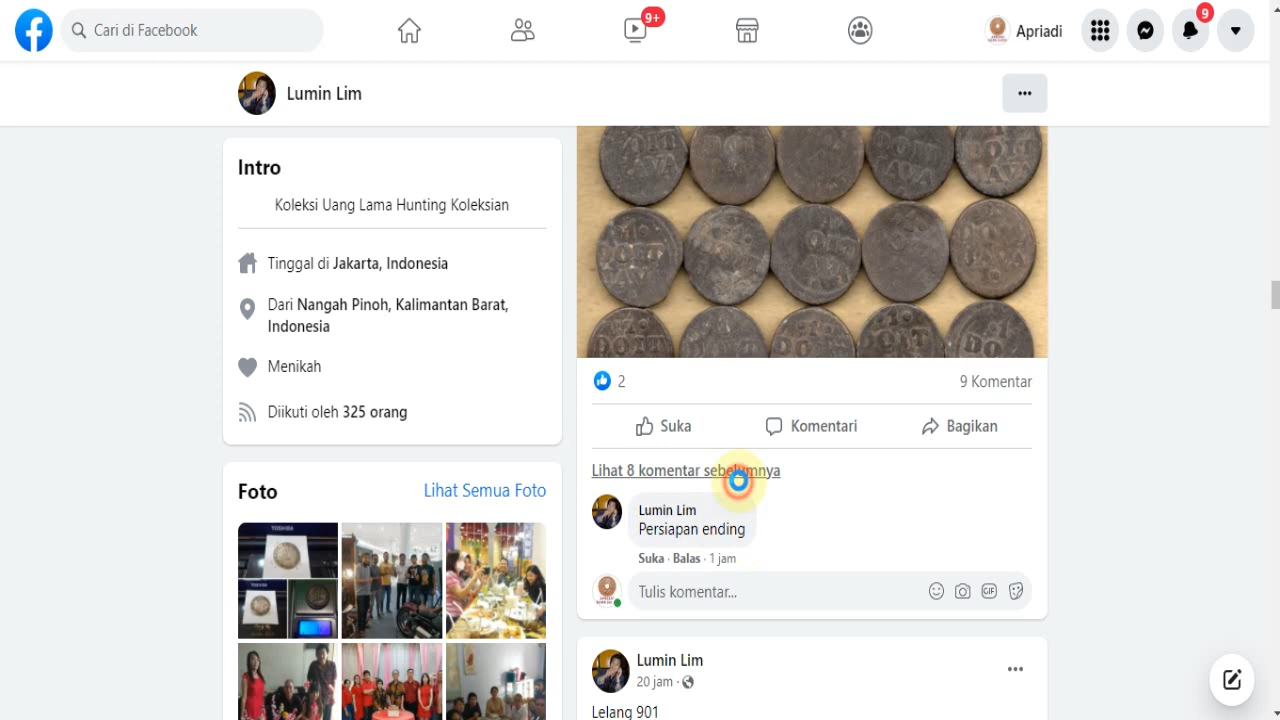 Cari di Facebook
9+
Apriadi
9
Lumin Lim
Intro
Koleksi Uang Lama Hunting Koleksian
Tinggal di Jakarta, Indonesia
Dari Nangah Pinoh, Kalimantan Barat,
Indonesia
Menikah
Diikuti oleh 325 orang
Foto
Lihat Semua Foto
TOSHIBA
2
9 Komentar
Suka
Komentari
Bagikan
Lihat 8 komentar sebelumnya
Lumin Lim
Persiapan ending
Suka · Balas · 1 jam
Tulis komentar...
GIF
Lumin Lim
20 jam ·
Lelang 901